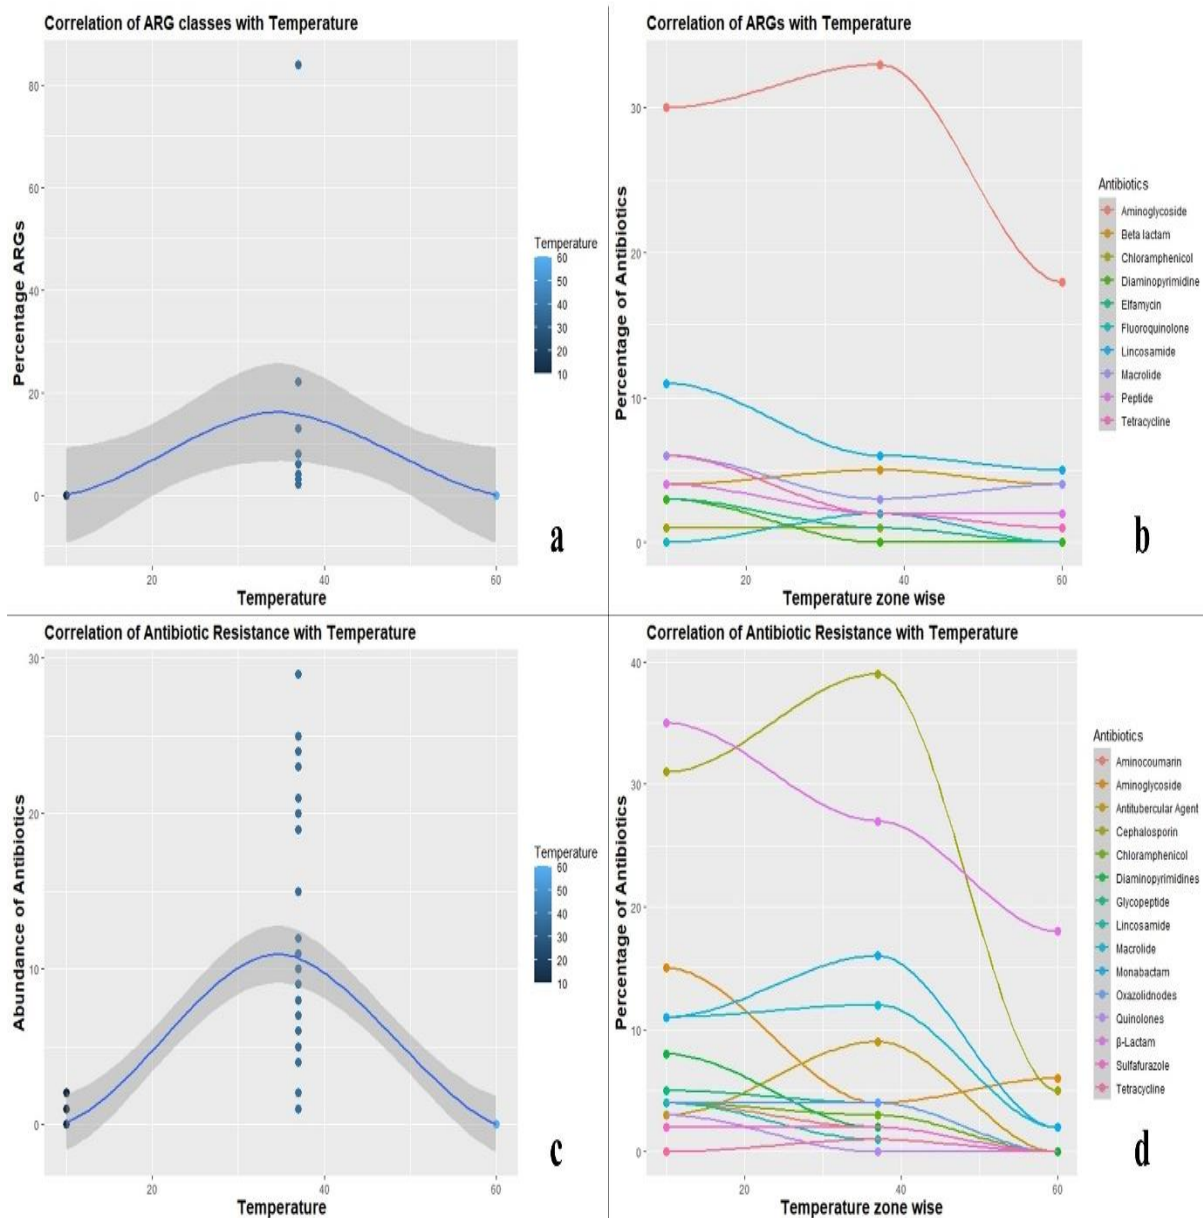 Correlation of ARG classes with Temperature
Percentage ARGs
80
60
40
20
0
20
40
60
Temperature
Temperature
60
50
40
30
20
10
a
Correlation of ARGs with Temperature
Percentage of Antibiotics
30
20
10
0
20
40
60
Temperature zone wise
Antibiotics
Aminoglycoside
Beta lactam
Chloramphenicol
Diaminopyrimidine
Elfamycin
Fluoroquinolone
Lincosamide
Macrolide
Peptide
Tetracycline
b
Correlation of Antibiotic Resistance with Temperature
Abundance of Antibiotics
30
20
10
0
20
40
60
Temperature
Temperature
60
50
40
30
20
10
c
Correlation of Antibiotic Resistance with Temperature
Percentage of Antibiotics
40
30
20
10
0
20
40
60
Temperature zone wise
Antibiotics
Aminocoumarin
Aminoglycoside
Antitubercular Agent
Cephalosporin
Chloramphenicol
Diaminopyrimidines
Glycopeptide
Lincosamide
Macrolide
Monabactam
Oxazolidnodes
Quinolones
β-Lactam
Sulfafurazole
Tetracycline
d